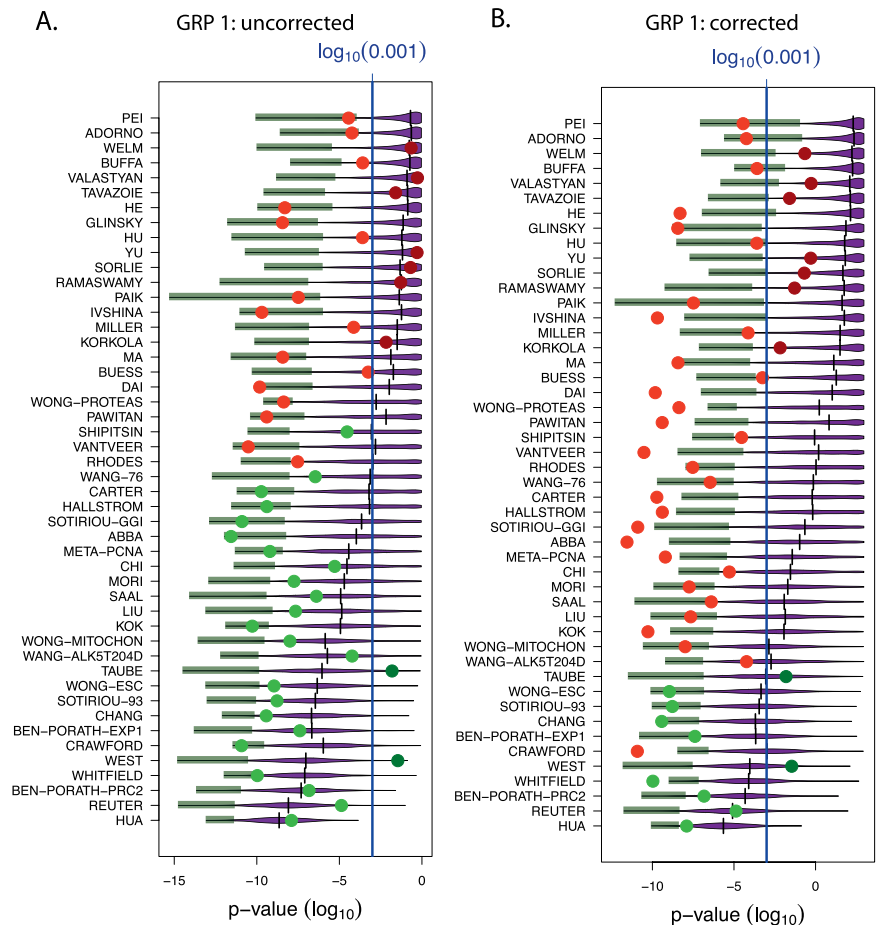 A.
GRP 1: uncorrected
log10(0.001)
PEI
ADORNO
WELM
BUFFA
VALASTYAN
TAVAZOIE
HE
GLINSKY
HU
YU
SORLIE
RAMASWAMY
PAIK
IVSHINA
MILLER
KORKOLA
MA
BUESS
DAI
WONG−PROTEAS
PAWITAN
SHIPITSIN
VANTVEER
RHODES
WANG−76
CARTER
HALLSTROM
SOTIRIOU−GGI
ABBA
META−PCNA
CHI
MORI
SAAL
LIU
KOK
WONG−MITOCHON
WANG−ALK5T204D
TAUBE
WONG−ESC
SOTIRIOU−93
CHANG
BEN−PORATH−EXP1
CRAWFORD
WEST
WHITFIELD
BEN−PORATH−PRC2
REUTER
HUA
−15 −10 −5 0
p-value (log10)
B.
GRP 1: corrected
log10(0.001)
PEI
ADORNO
WELM
BUFFA
VALASTYAN
TAVAZOIE
HE
GLINSKY
HU
YU
SORLIE
RAMASWAMY
PAIK
IVSHINA
MILLER
KORKOLA
MA
BUESS
DAI
WONG−PROTEAS
PAWITAN
SHIPITSIN
VANTVEER
RHODES
WANG−76
CARTER
HALLSTROM
SOTIRIOU−GGI
ABBA
META−PCNA
CHI
MORI
SAAL
LIU
KOK
WONG−MITOCHON
WANG−ALK5T204D
TAUBE
WONG−ESC
SOTIRIOU−93
CHANG
BEN−PORATH−EXP1
CRAWFORD
WEST
WHITFIELD
BEN−PORATH−PRC2
REUTER
HUA
−10 −5 0
p-value (log10)